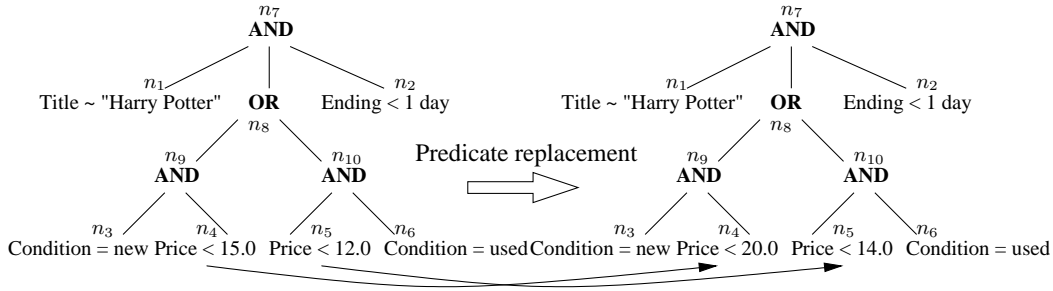 n7 n7
AND AND
n1 n2 n1 n2
Title ~ "Harry Potter" OR Ending < 1 day Title ~ "Harry Potter" OR Ending < 1 day
n8 n8
n9 n10 Predicate replacement n9 n10
AND AND AND AND
n3 n4 n5 n6 n3 n4 n5 n6
Condition = new Price < 15.0 Price < 12.0 Condition = used Condition = new Price < 20.0 Price < 14.0 Condition = used